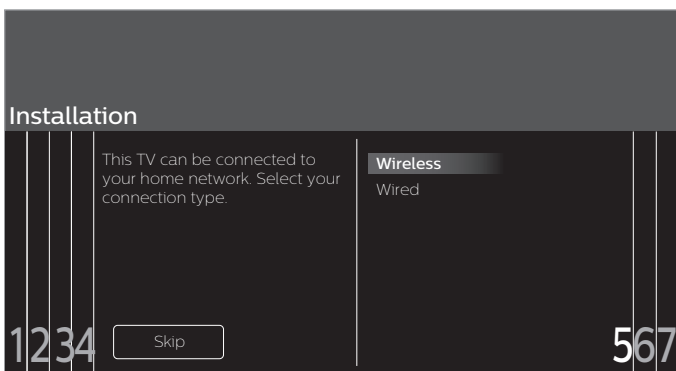 Installation
This TV can be connected to
your home network. Select your
connection type.
Wireless
Wired
1234
Skip
567